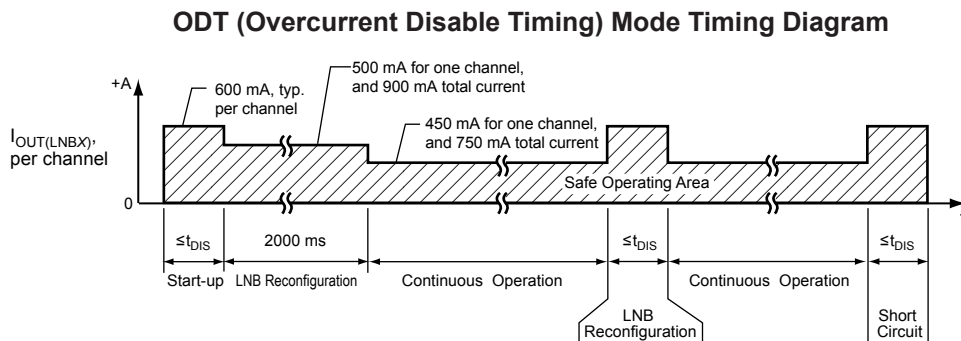 ODT (Overcurrent Disable Timing) Mode Timing Diagram
+A
600 mA, typ.
per channel
500 mA for one channel,
and 900 mA total current
450 mA for one channel,
and 750 mA total current
IOUT(LNBX),
per channel
Safe Operating Area
0
≤tDIS
2000 ms
≤tDIS
≤tDIS
Start-up
LNB Reconfiguration
Continuous Operation
Continuous Operation
LNB
Reconfiguration
Short
Circuit